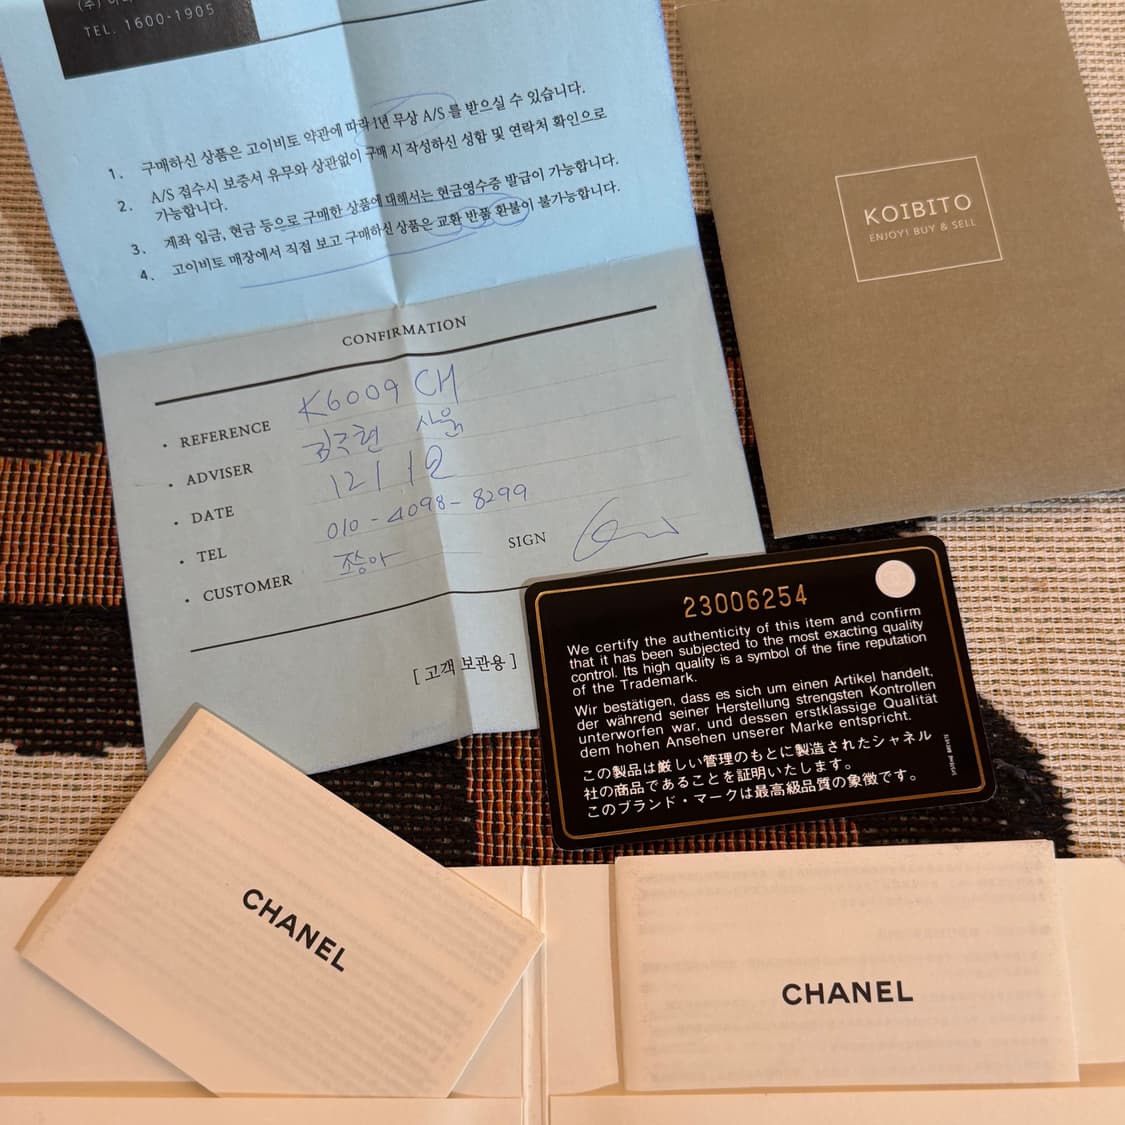 TEL. 1600-1905
1. 구매하신 상품은 고이비토 약관에 따라 1년 무상 A/S 를 받으실 수 있습니다.
2. A/S 접수시 보증서 유무와 상관없이 구매 시 작성하신 성함 및 연락처 확인으로
가능합니다.
3. 계좌 입금, 현금 등으로 구매한 상품에 대해서는 현금영수증 발급이 가능합니다.
4. 고이비토 매장에서 직접 보고 구매하신 상품은 교환 반품 환불이 불가능합니다.
CONFIRMATION
• REFERENCE K6009 CH
• ADVISER
• DATE
• TEL 010-4098-8299
• CUSTOMER SIGN
[ 고객 보관용 ]
KOIBITO
ENJOY! BUY & SELL
23006254
We certify the authenticity of this item and confirm
that it has been subjected to the most exacting quality
control. Its high quality is a symbol of the fine reputation
of the Trademark.
Wir bestätigen, dass es sich um einen Artikel handelt,
der während seiner Herstellung strengsten Kontrollen
unterworfen war, und dessen erstklassige Qualität
dem hohen Ansehen unserer Marke entspricht.
この製品は厳しい管理のもとに製造されたシャネル
社の商品であることを証明いたします。
このブランド・マークは最高級品質の象徴です。
CHANEL
CHANEL